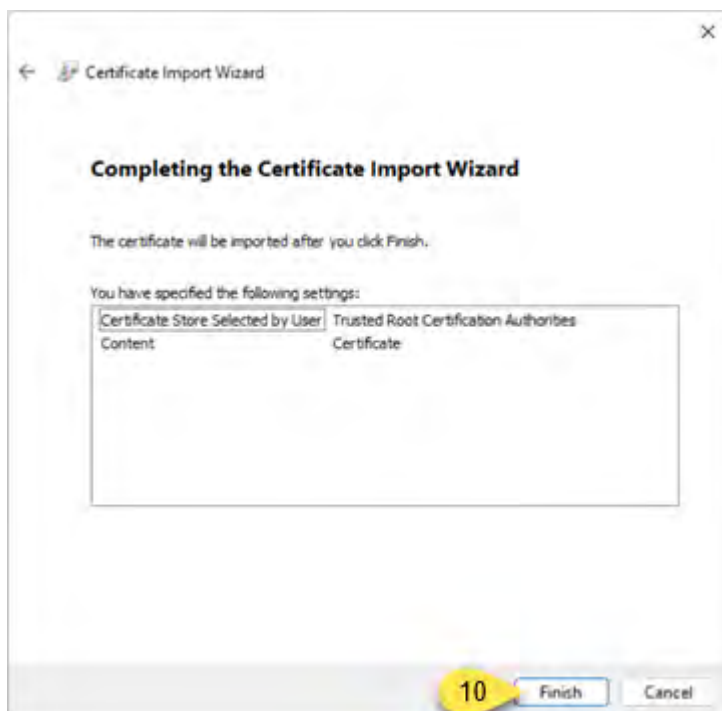 Certificate Import Wizard
Completing the Certificate Import Wizard
The certificate will be imported after you click Finish.
You have specified the following settings:
Certificate Store Selected by User Trusted Root Certification Authorities
Content Certificate
10 Finish Cancel